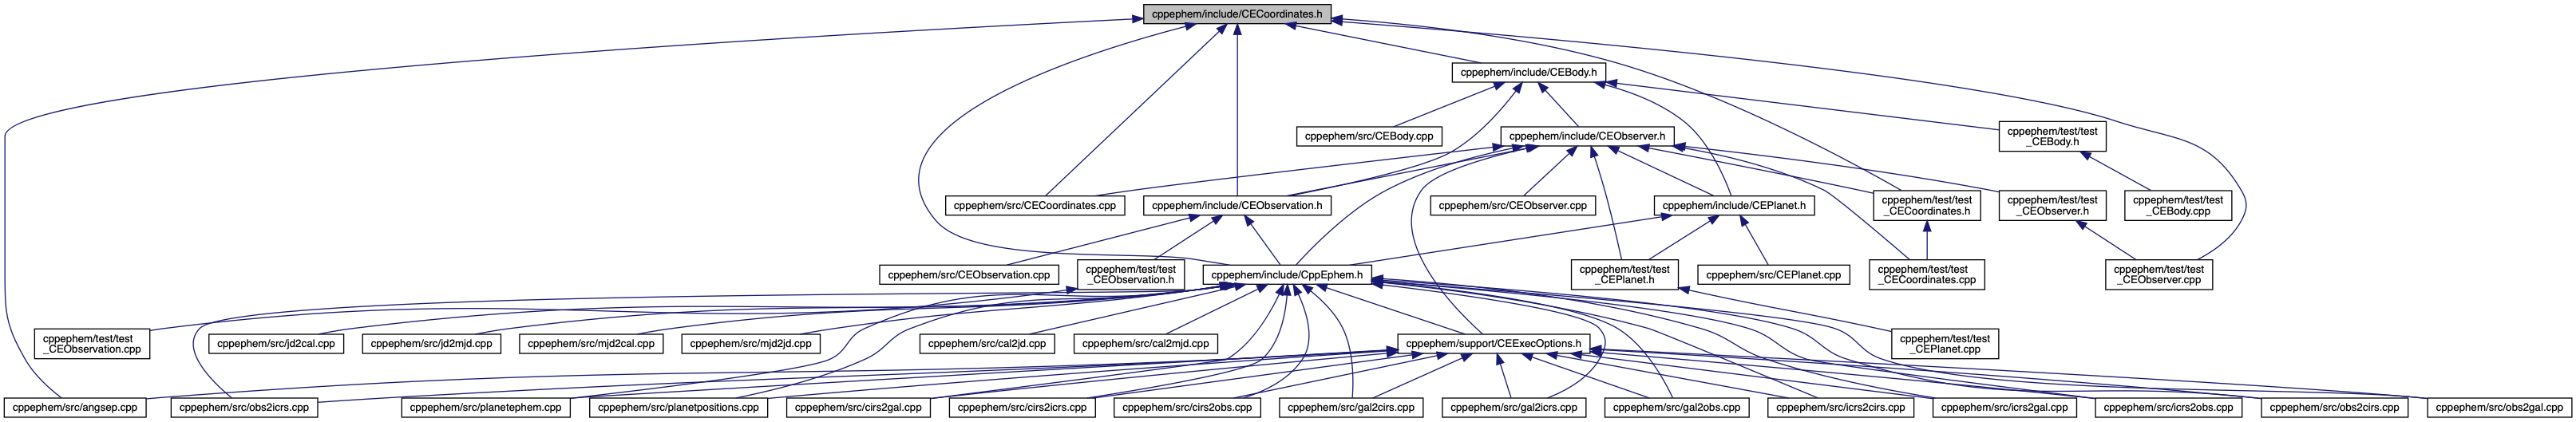 cppephem/include/CECoordinates.h
cppephem/include/CEBody.h
cppephem/src/CEBody.cpp
cppephem/include/CEObserver.h
cppephem/test/test
_CEBody.h
cppephem/src/CECoordinates.cpp
cppephem/include/CEObservation.h
cppephem/src/CEObserver.cpp
cppephem/include/CEPlanet.h
cppephem/test/test
_CECoordinates.h
cppephem/test/test
_CEObserver.h
cppephem/test/test
_CEBody.cpp
cppephem/src/CEObservation.cpp
cppephem/test/test
_CEObservation.h
cppephem/include/CppEphem.h
cppephem/test/test
_CEPlanet.h
cppephem/src/CEPlanet.cpp
cppephem/test/test
_CECoordinates.cpp
cppephem/test/test
_CEObserver.cpp
cppephem/test/test
_CEObservation.cpp
cppephem/src/jd2cal.cpp
cppephem/src/jd2mjd.cpp
cppephem/src/mjd2cal.cpp
cppephem/src/mjd2jd.cpp
cppephem/src/cal2jd.cpp
cppephem/src/cal2mjd.cpp
cppephem/support/CEExecOptions.h
cppephem/test/test
_CEPlanet.cpp
cppephem/src/angsep.cpp
cppephem/src/obs2icrs.cpp
cppephem/src/planetephem.cpp
cppephem/src/planetpositions.cpp
cppephem/src/cirs2gal.cpp
cppephem/src/cirs2icrs.cpp
cppephem/src/cirs2obs.cpp
cppephem/src/gal2cirs.cpp
cppephem/src/gal2icrs.cpp
cppephem/src/gal2obs.cpp
cppephem/src/icrs2cirs.cpp
cppephem/src/icrs2gal.cpp
cppephem/src/icrs2obs.cpp
cppephem/src/obs2cirs.cpp
cppephem/src/obs2gal.cpp